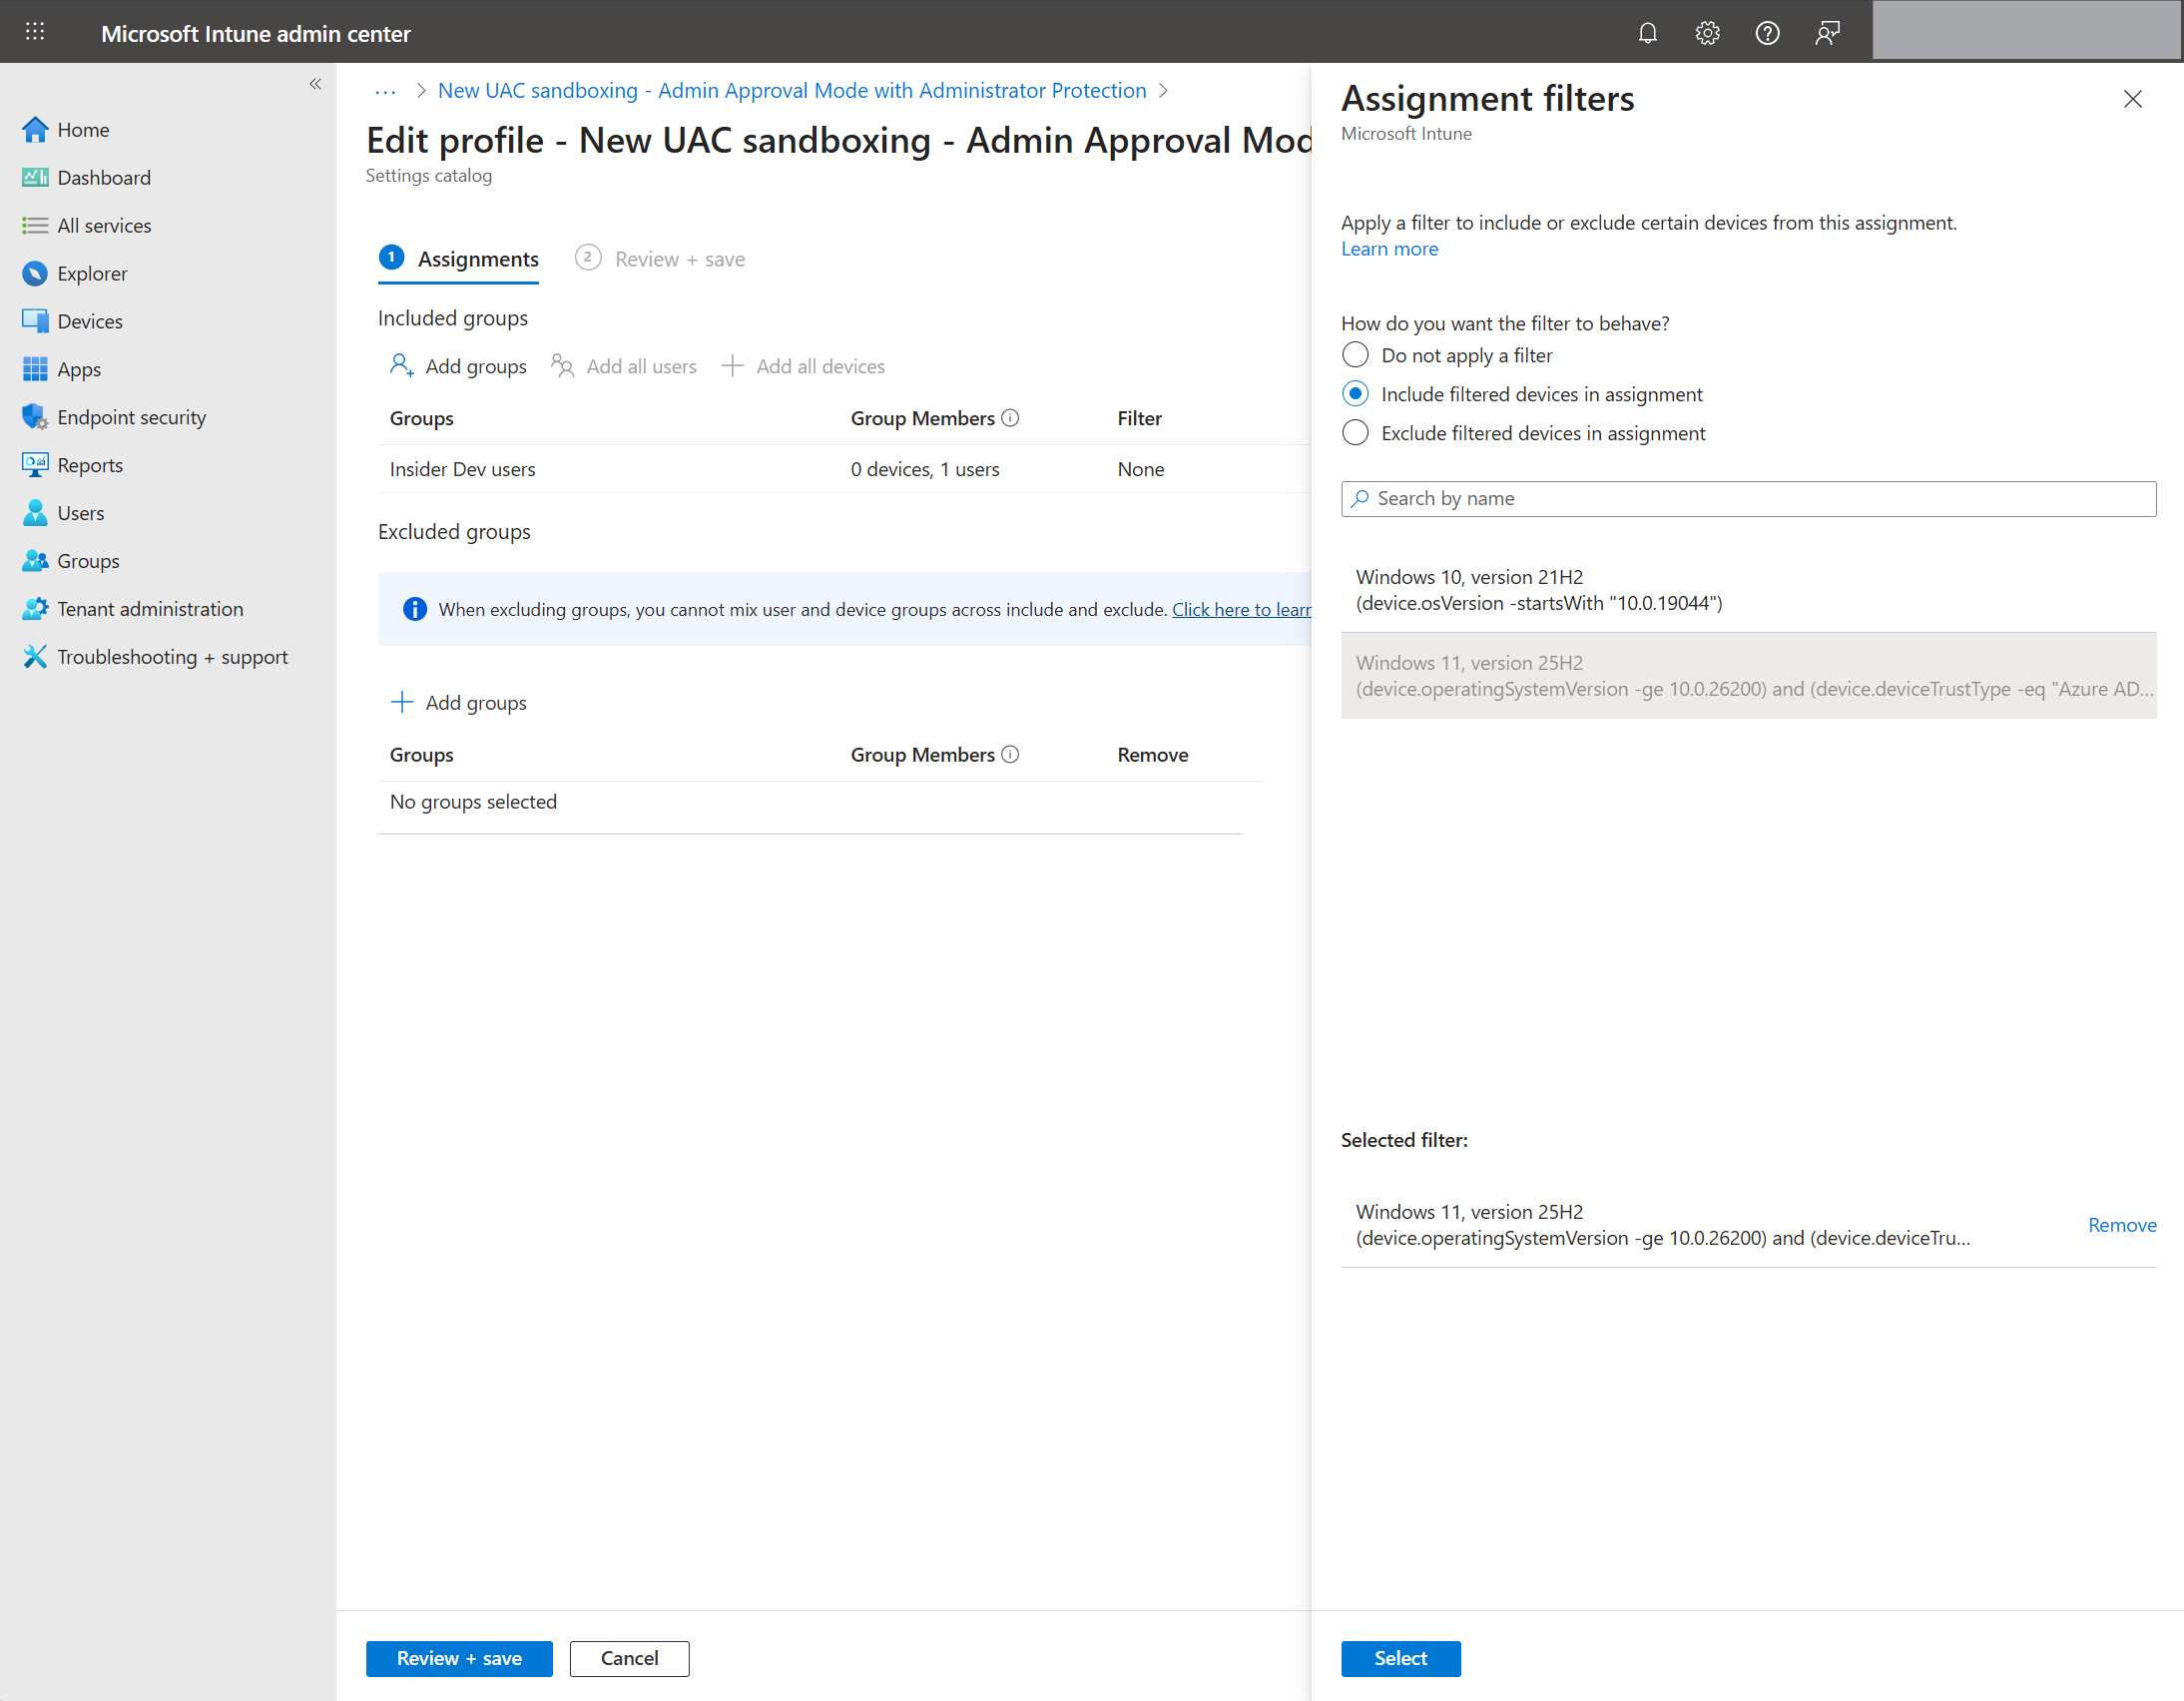 Microsoft Intune admin center
Home
Dashboard
All services
Explorer
Devices
Apps
Endpoint security
Reports
Users
Groups
Tenant administration
Troubleshooting + support
... > New UAC sandboxing - Admin Approval Mode with Administrator Protection >
Edit profile - New UAC sandboxing - Admin Approval Mod
Settings catalog
1 Assignments 2 Review + save
Included groups
Add groups Add all users Add all devices
Groups Group Members Filter
Insider Dev users 0 devices, 1 users None
Excluded groups
When excluding groups, you cannot mix user and device groups across include and exclude. Click here to learn
Add groups
Groups Group Members Remove
No groups selected
Review + save Cancel
Assignment filters
Microsoft Intune
Apply a filter to include or exclude certain devices from this assignment.
Learn more
How do you want the filter to behave?
Do not apply a filter
Include filtered devices in assignment
Exclude filtered devices in assignment
Search by name
Windows 10, version 21H2
(device.osVersion -startsWith "10.0.19044")
Windows 11, version 25H2
(device.operatingSystemVersion -ge 10.0.26200) and (device.deviceTrustType -eq "Azure AD...
Selected filter:
Windows 11, version 25H2
(device.operatingSystemVersion -ge 10.0.26200) and (device.deviceTru...
Remove
Select